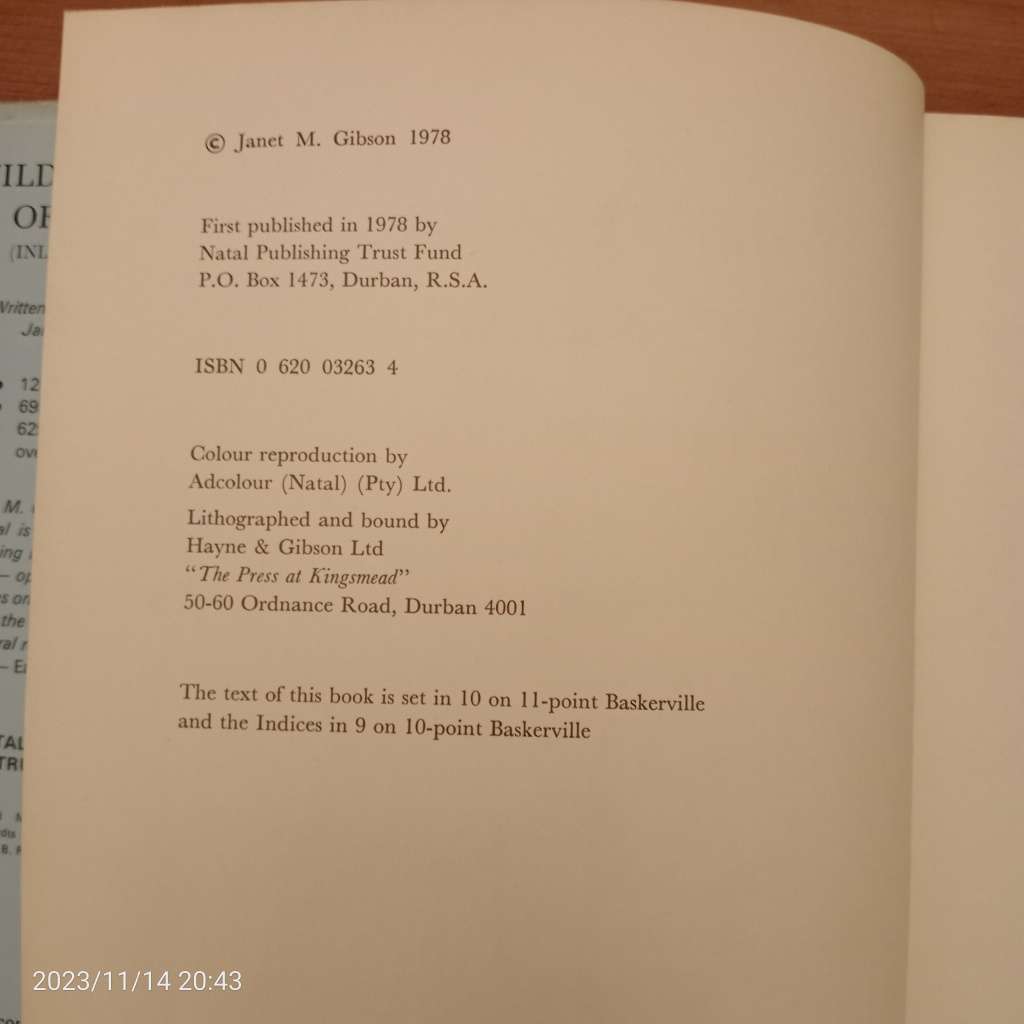 © Janet M. Gibson 1978
First published in 1978 by
Natal Publishing Trust Fund
P.O. Box 1473, Durban, R.S.A.
ISBN 0 620 03263 4
Colour reproduction by
Adcolour (Natal) (Pty) Ltd.
Lithographed and bound by
Hayne & Gibson Ltd
“The Press at Kingsmead”
50-60 Ordnance Road, Durban 4001
The text of this book is set in 10 on 11-point Baskerville
and the Indices in 9 on 10-point Baskerville
2023/11/14 20:43